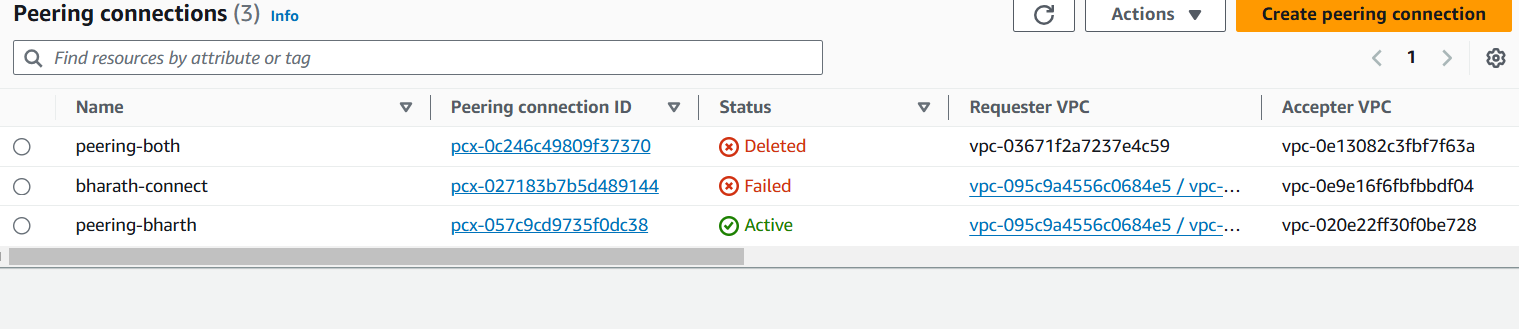 Peering connections (3) Info
Actions
Create peering connection
Find resources by attribute or tag
1
Name Peering connection ID Status Requester VPC Accepter VPC
peering-both pcx-0c246c49809f37370 Deleted vpc-03671f2a7237e4c59 vpc-0e13082c3fbf7f63a
bharath-connect pcx-027183b7b5d489144 Failed vpc-095c9a4556c0684e5 / vpc-... vpc-0e9e16f6fbfbbdf04
peering-bharth pcx-057c9cd9735f0dc38 Active vpc-095c9a4556c0684e5 / vpc-... vpc-020e22ff30f0be728